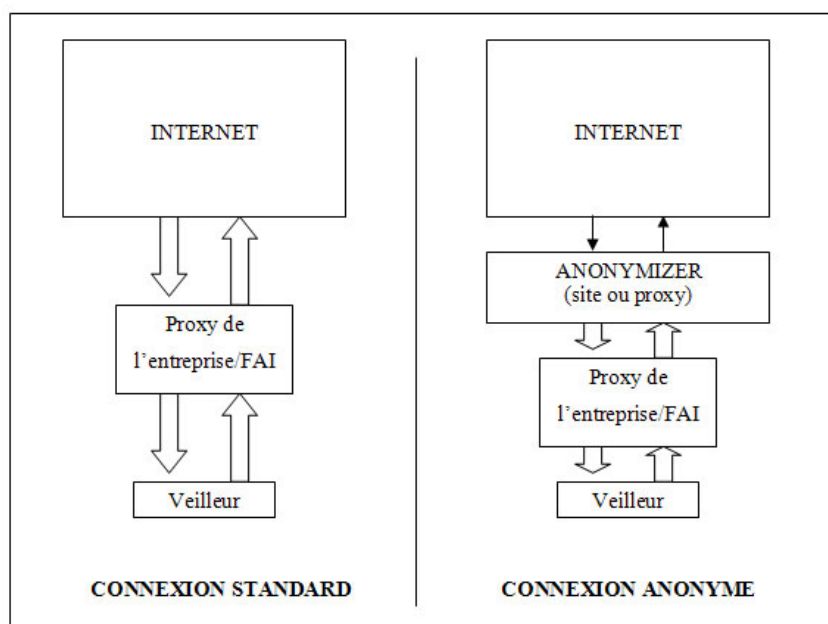 INTERNET
Proxy de
l’entreprise/FAI
Veilleur
CONNEXION STANDARD
INTERNET
ANONYMIZER
(site ou proxy)
Proxy de
l’entreprise/FAI
Veilleur
CONNEXION ANONYME